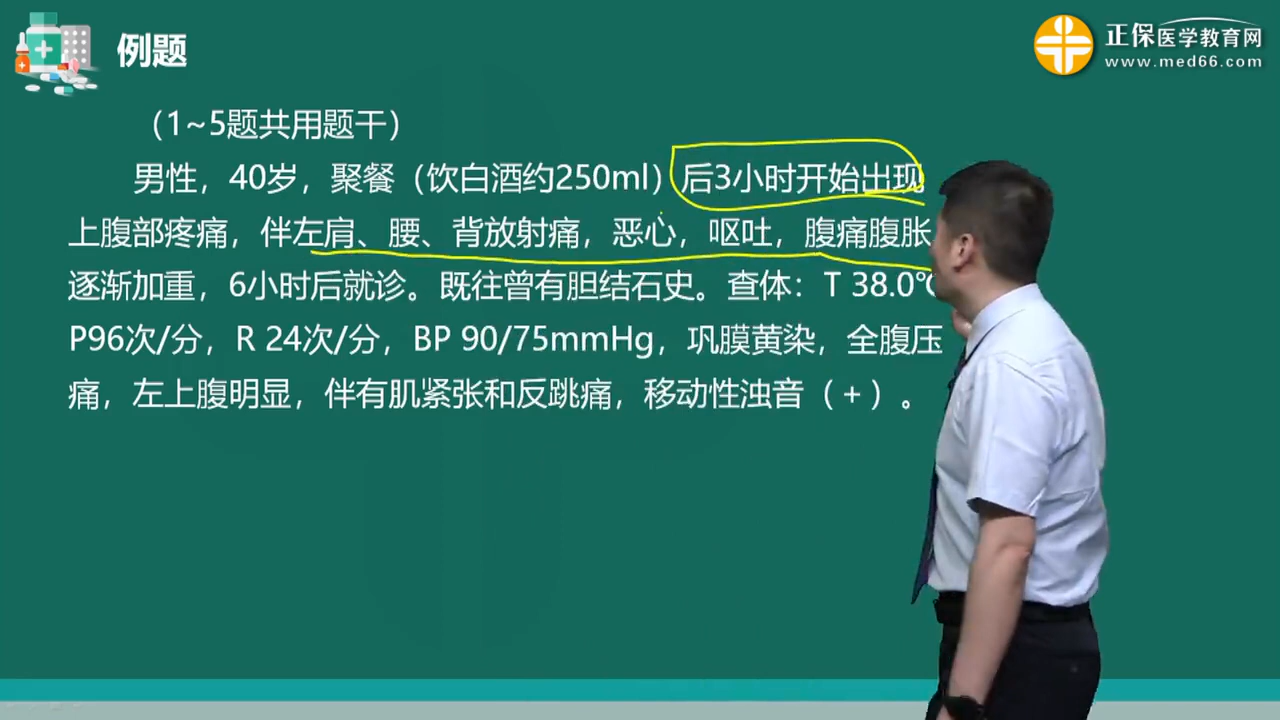 例题
正保医学教育网
www.med66.com
（1~5题共用题干）
男性，40岁，聚餐（饮白酒约250ml）后3小时开始出现
上腹部疼痛，伴左肩、腰、背放射痛，恶心，呕吐，腹痛腹胀
逐渐加重，6小时后就诊。既往曾有胆结石史。查体：T 38.0℃
P96次/分，R 24次/分，BP 90/75mmHg，巩膜黄染，全腹压
痛，左上腹明显，伴有肌紧张和反跳痛，移动性浊音（+）。